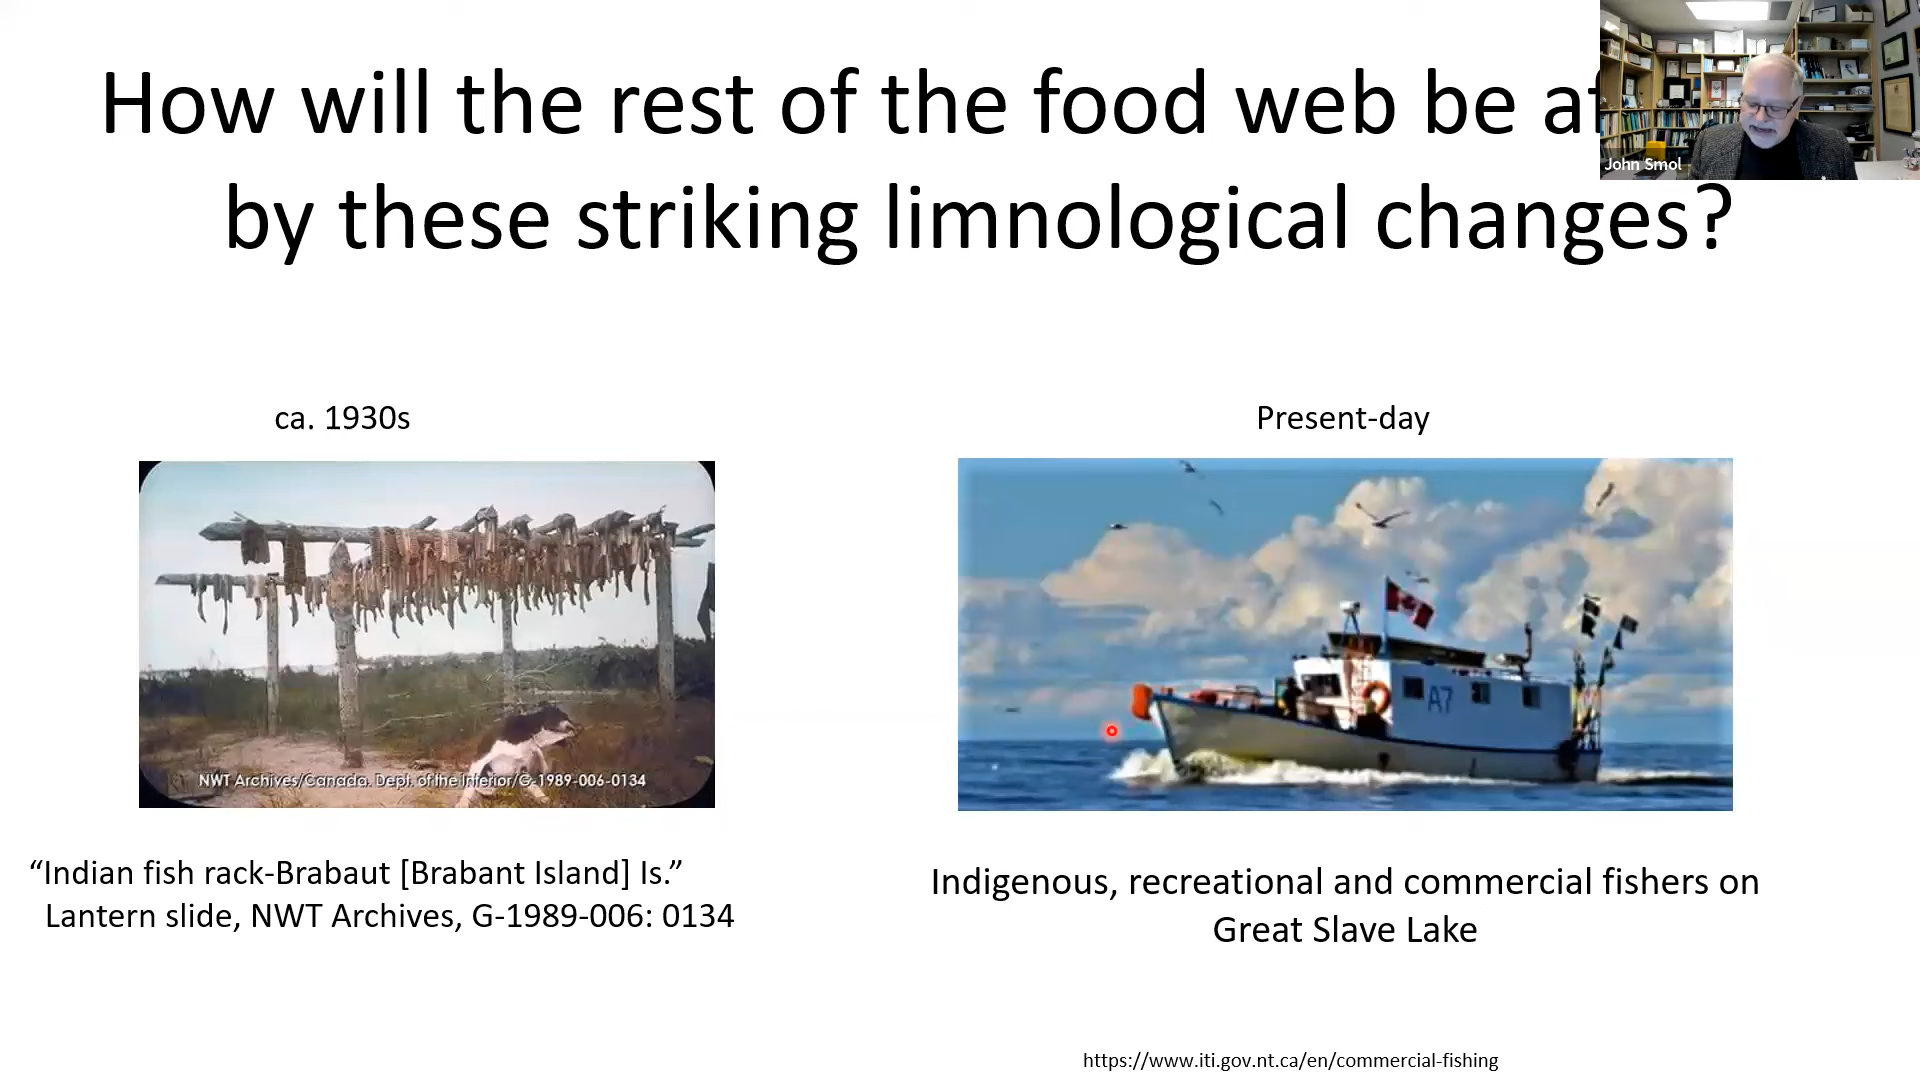 How will the rest of the food web be af
by these striking limnological changes?
John Smol
ca. 1930s
Present-day
NWT Archives/Canada. Dept. of the Interior/G-1989-006-0134
A7
“Indian fish rack-Brabaut [Brabant Island] Is.”
Lantern slide, NWT Archives, G-1989-006: 0134
Indigenous, recreational and commercial fishers on
Great Slave Lake
https://www.iti.gov.nt.ca/en/commercial-fishing